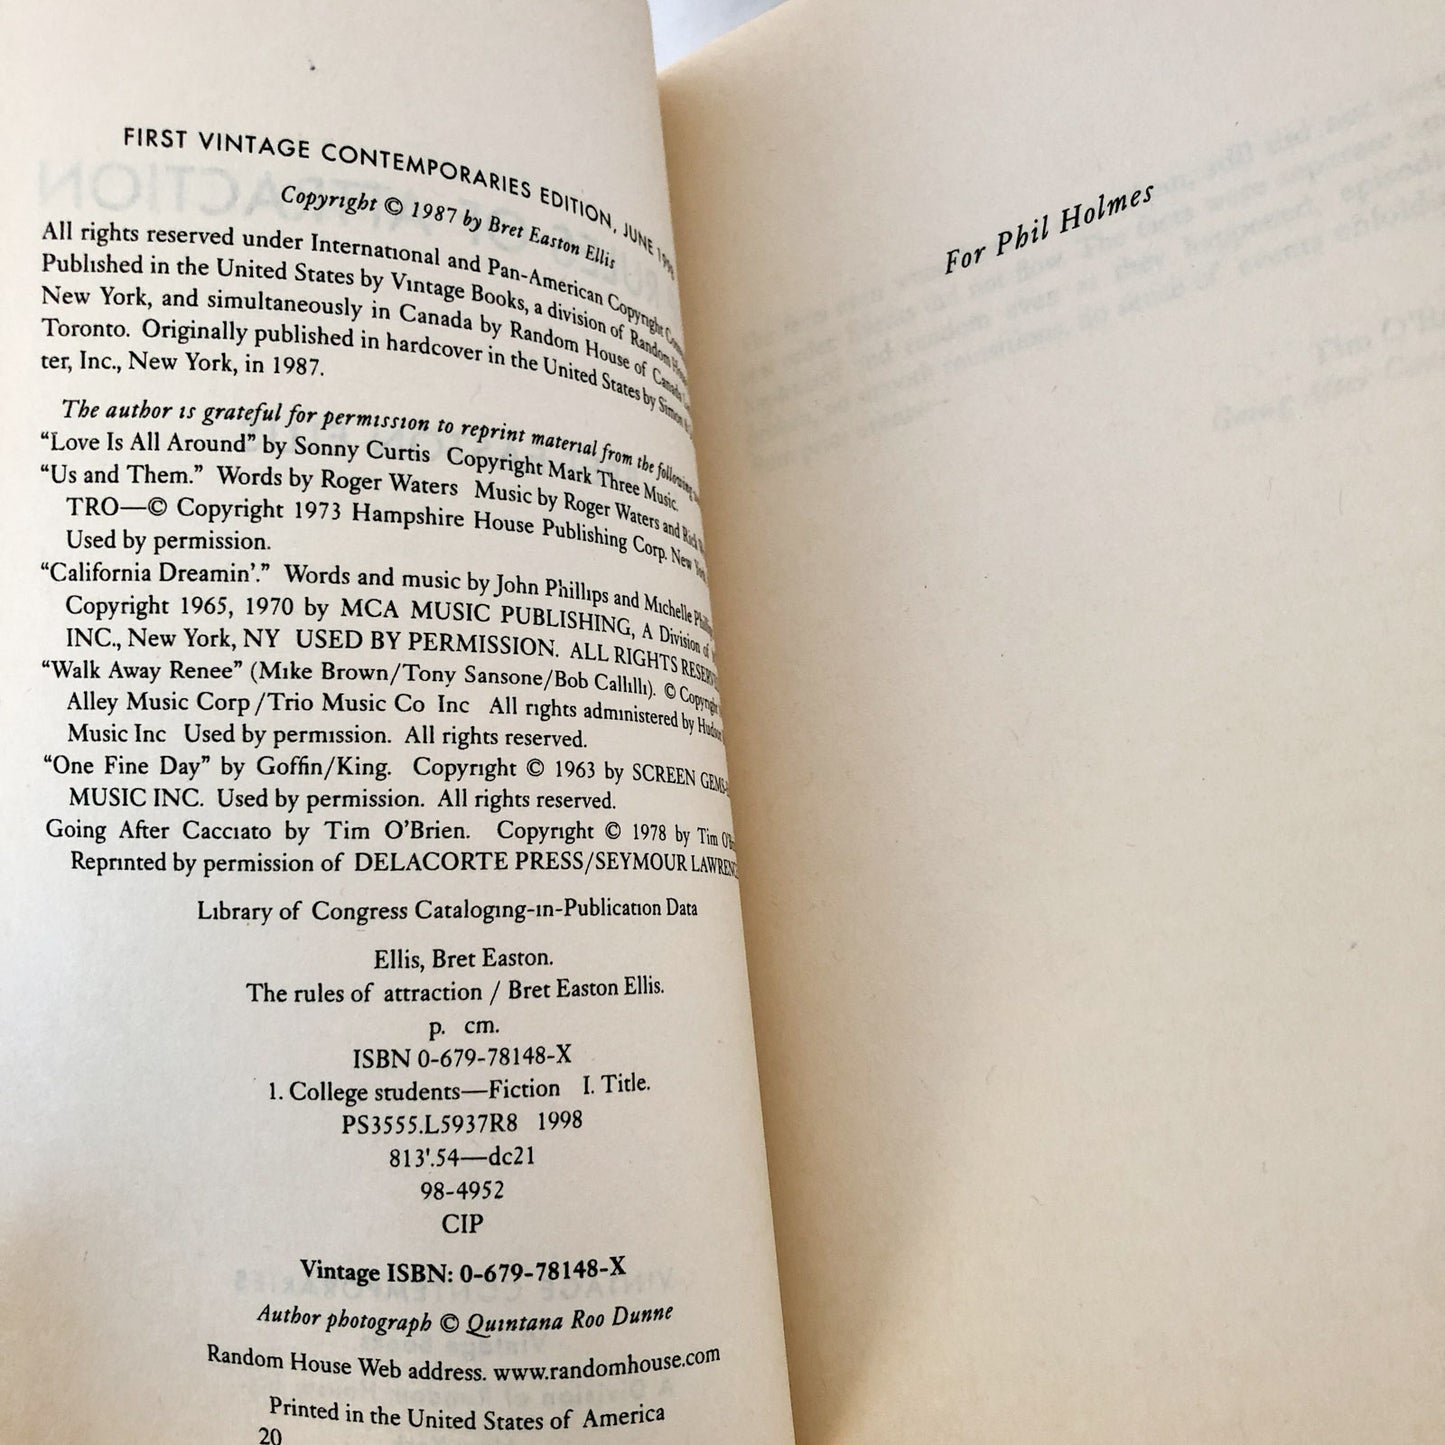 FIRST VINTAGE CONTEMPORARIES EDITION, JUNE 1998
Copyright © 1987 by Bret Easton Ellis
All rights reserved under International and Pan-American Copyright
Published in the United States by Vintage Books, a division of Random
New York, and simultaneously in Canada by Random House of Canada
Toronto. Originally published in hardcover in the United States by Simon
ter, Inc., New York, in 1987.
The author is grateful for permission to reprint material from the following
“Love Is All Around” by Sonny Curtis Copyright Mark Three Music.
“Us and Them.” Words by Roger Waters Music by Roger Waters and Rick
TRO—© Copyright 1973 Hampshire House Publishing Corp. New York
Used by permission.
“California Dreamin’.” Words and music by John Phillips and Michelle
Copyright 1965, 1970 by MCA MUSIC PUBLISHING, A Division of
INC., New York, NY USED BY PERMISSION. ALL RIGHTS
“Walk Away Renee” (Mike Brown/Tony Sansone/Bob Callilli). © Copyright
Alley Music Corp/Trio Music Co Inc All rights administered by
Music Inc Used by permission. All rights reserved.
“One Fine Day” by Goffin/King. Copyright © 1963 by SCREEN
MUSIC INC. Used by permission. All rights reserved.
Going After Cacciato by Tim O’Brien. Copyright © 1978 by Tim
Reprinted by permission of DELACORTE PRESS/SEYMOUR
Library of Congress Cataloging-in-Publication Data
Ellis, Bret Easton.
The rules of attraction / Bret Easton Ellis.
p. cm.
ISBN 0-679-78148-X
1. College students—Fiction I. Title.
PS3555.L5937R8 1998
813'.54—dc21
98-4952
CIP
Vintage ISBN: 0-679-78148-X
Author photograph © Quintana Roo Dunne
Random House Web address. www.randomhouse.com
Printed in the United States of America
20
For Phil Holmes